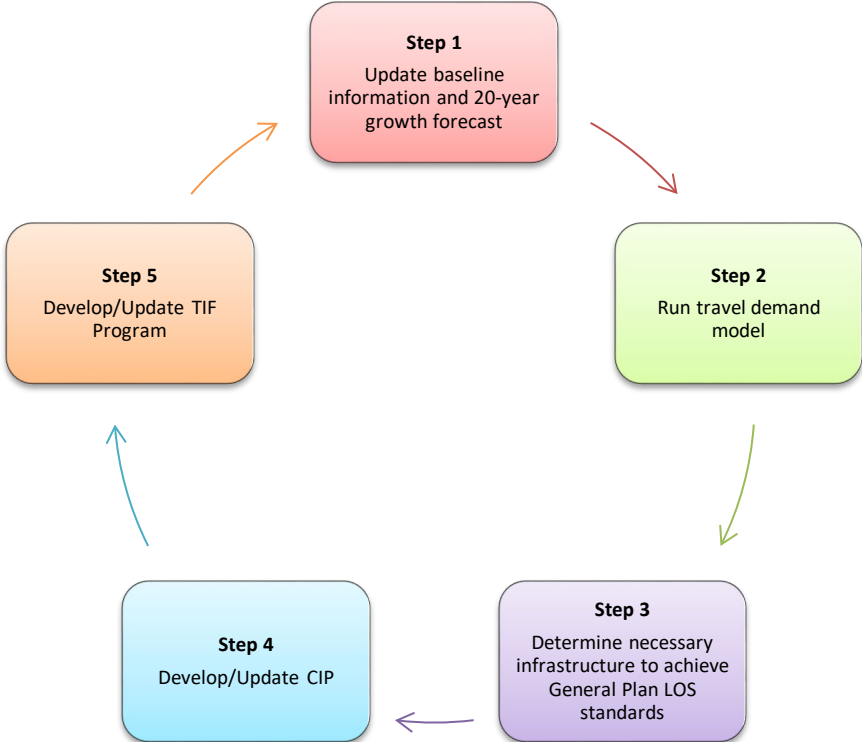 Step 1
Update baseline
information and 20-year
growth forecast
Step 2
Run travel demand
model
Step 3
Determine necessary
infrastructure to achieve
General Plan LOS
standards
Step 4
Develop/Update CIP
Step 5
Develop/Update TIF
Program